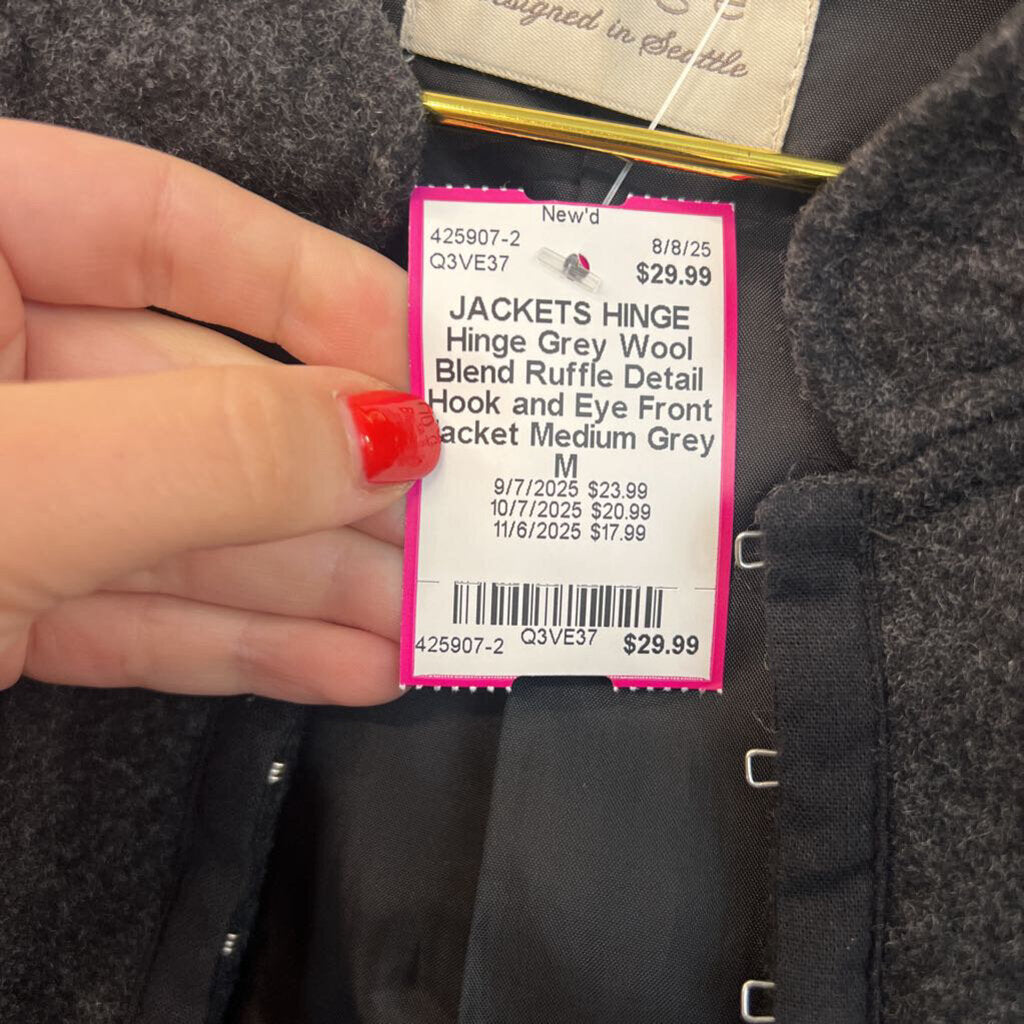 Designed in Seattle
New'd
425907-2 8/8/25
Q3VE37 $29.99
JACKETS HINGE
Hinge Grey Wool
Blend Ruffle Detail
Hook and Eye Front
acket Medium Grey
M
9/7/2025 $23.99
10/7/2025 $20.99
11/6/2025 $17.99
425907-2 Q3VE37 $29.99